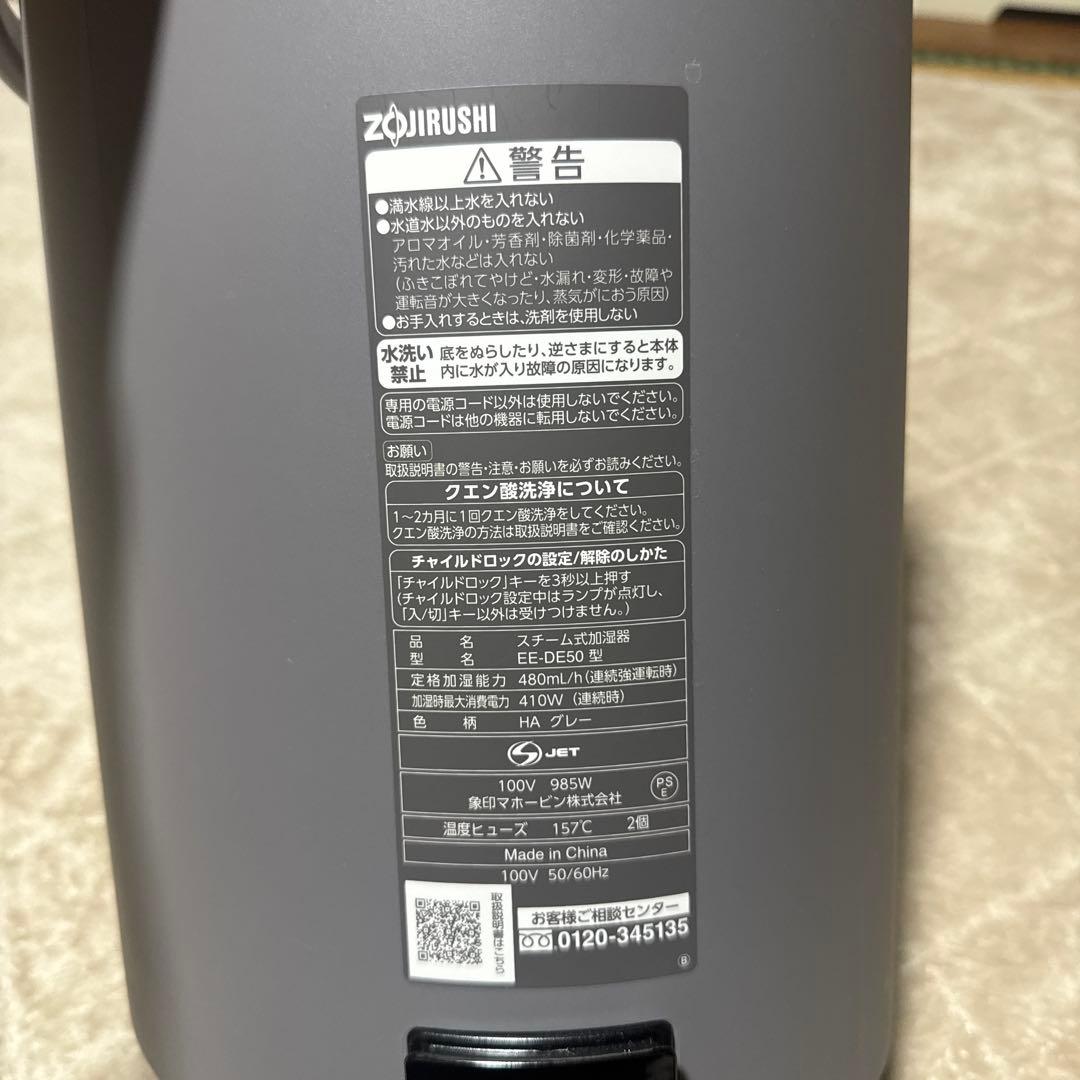 ZOJIRUSHI
警告
●満水線以上水を入れない
●水道水以外のものを入れない
アロマオイル・芳香剤・除菌剤・化学薬品・
汚れた水などは入れない
(ふきこぼれてやけど・水漏れ・変形・故障や
運転音が大きくなったり、蒸気がにおう原因)
●お手入れするときは、洗剤を使用しない
水洗い禁止
底をぬらしたり、逆さまにすると本体
内に水が入り故障の原因になります。
専用の電源コード以外は使用しないでください。
電源コードは他の機器に転用しないでください。
お願い
取扱説明書の警告・注意・お願いを必ずお読みください。
クエン酸洗浄について
1〜2カ月に1回クエン酸洗浄をしてください。
クエン酸洗浄の方法は取扱説明書をご確認ください。
チャイルドロックの設定/解除のしかた
「チャイルドロック」キーを3秒以上押す
(チャイルドロック設定中はランプが点灯し、
「入/切」キー以外は受けつけません。)
品名 スチーム式加湿器
型名 EE-DE50 型
定格加湿能力 480mL/h(連続強運転時)
加湿時最大消費電力 410W (連続時)
色柄 HA グレー
JET
100V 985W
象印マホービン株式会社
PS
E
温度ヒューズ 157℃ 2個
Made in China
100V 50/60Hz
取扱説明書はこちら
お客様ご相談センター
0120-345135
B